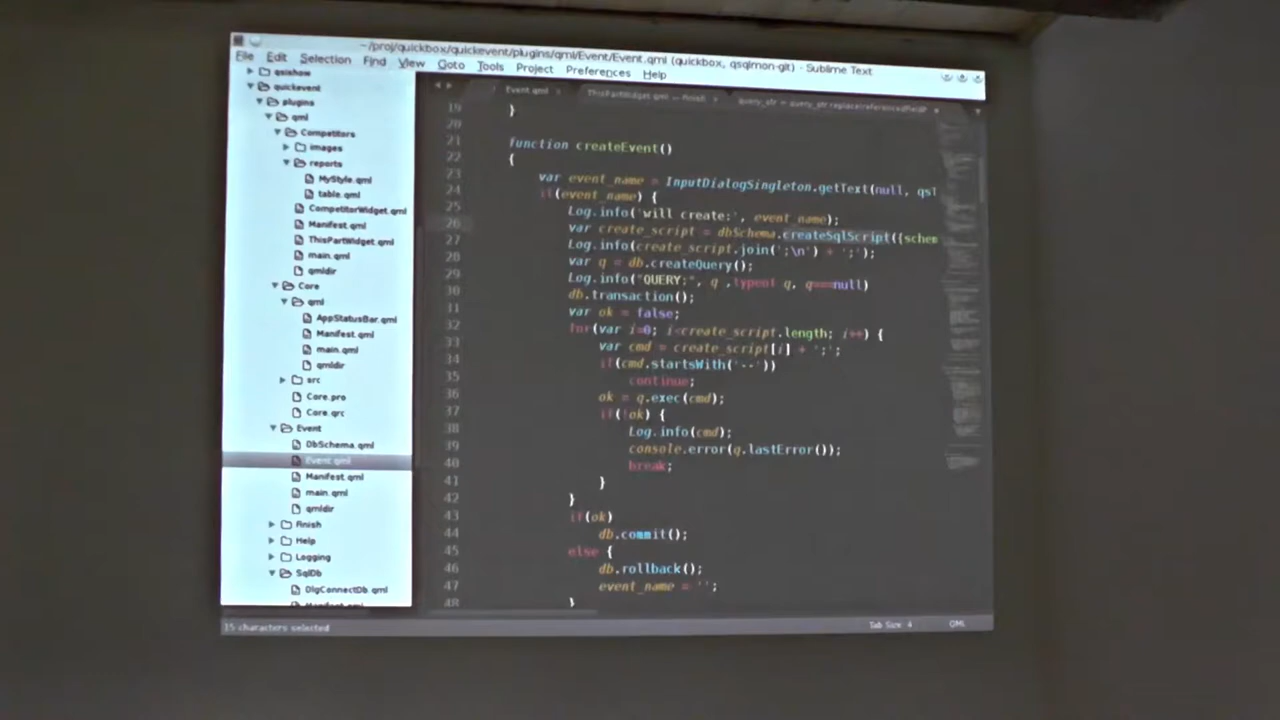 ~/proj/quickbox/quickevent/plugins/qml/Event/Event.qml (quickbox, qsqlmon-git) - Sublime Text
File Edit Selection Find View Goto Tools Project Preferences Help
qsishow
quickevent
plugins
qml
Competitors
images
reports
MyStyle.qml
table.qml
CompetitorWidget.qml
Manifest.qml
ThisPartWidget.qml
main.qml
qmldir
Core
qml
AppStatusBar.qml
Manifest.qml
main.qml
qmldir
src
Core.pro
Core.qrc
Event
DbSchema.qml
Event.qml
Manifest.qml
main.qml
qmldir
finish
Help
Logging
SqlDb
DlgConnectDb.qml
Manifest.qml
Event.qml × ThisPartWidget.qml — finish ×
19 }
20
21 function createEvent()
22 {
23 var event_name = InputDialogSingleton.getText(null, qsT
24 if(event_name) {
25 Log.info('will create:', event_name);
26 var create_script = dbSchema.createSqlScript({schem
27 Log.info(create_script.join(';\n') + ';');
28 var q = db.createQuery();
29 Log.info("QUERY:", q ,typeof q, q===null)
30 db.transaction();
31 var ok = false;
32 for(var i=0; i<create_script.length; i++) {
33 var cmd = create_script[i] + ';';
34 if(cmd.startsWith('--'))
35 continue;
36 ok = q.exec(cmd);
37 if(!ok) {
38 Log.info(cmd);
39 console.error(q.lastError());
40 break;
41 }
42 }
43 if(ok)
44 db.commit();
45 else {
46 db.rollback();
47 event_name = '';
48 }
15 characters selected Tab Size: 4 QML